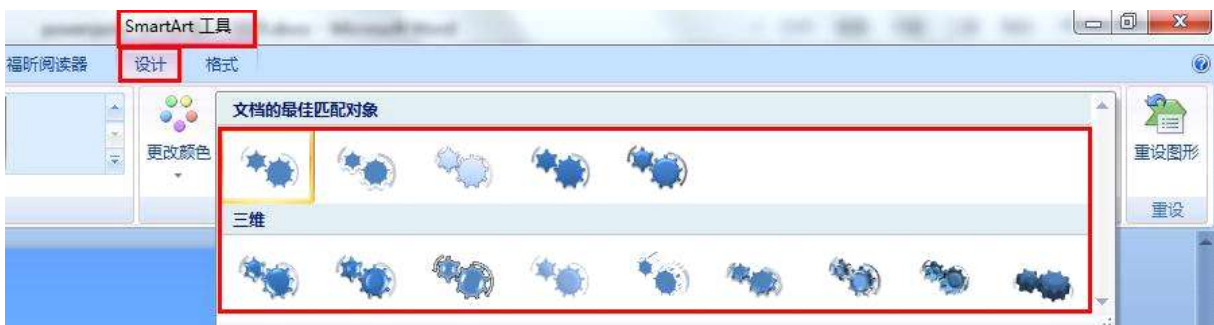 SmartArt 工具
福昕阅读器 设计 格式
文档的最佳匹配对象
更改颜色
重设图形
三维
重设